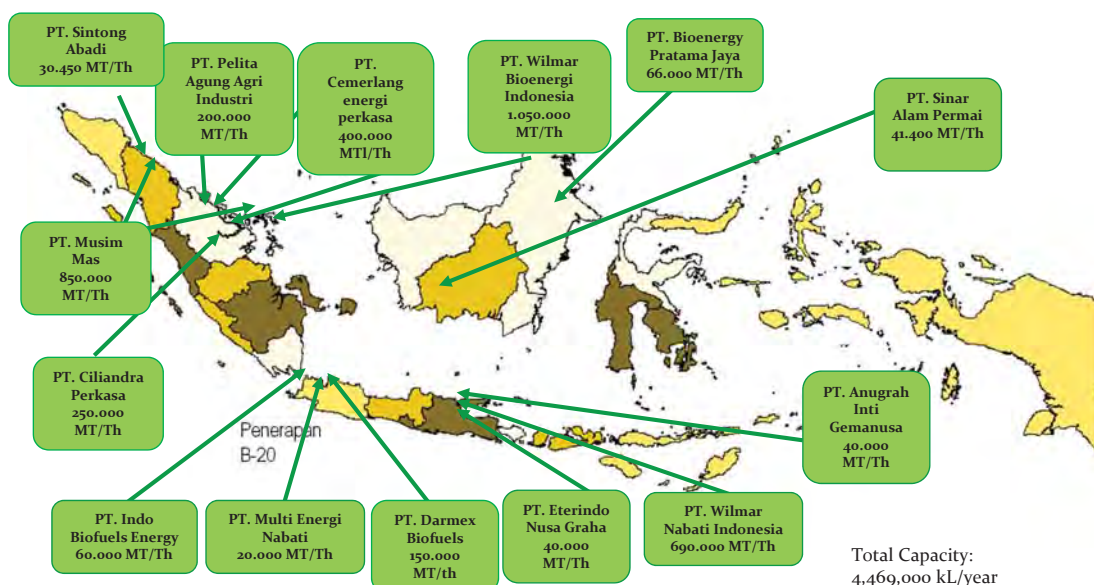 PT. Sintong
Abadi
30.450 MT/Th
PT. Pelita
Agung Agri
Industri
200.000
MT/Th
PT.
Cemerlang
energi
perkasa
400.000
MTl/Th
PT. Wilmar
Bioenergi
Indonesia
1.050.000
MT/Th
PT. Bioenergy
Pratama Jaya
66.000 MT/Th
PT. Sinar
Alam Permai
41.400 MT/Th
PT. Musim
Mas
850.000
MT/Th
PT. Ciliandra
Perkasa
250.000
MT/Th
Penerapan
B-20
PT. Anugrah
Inti
Gemanusa
40.000
MT/Th
PT. Indo
Biofuels Energy
60.000 MT/Th
PT. Multi Energi
Nabati
20.000 MT/Th
PT. Darmex
Biofuels
150.000
MT/th
PT. Eterindo
Nusa Graha
40.000
MT/Th
PT. Wilmar
Nabati Indonesia
690.000 MT/Th
Total Capacity:
4,469,000 kL/year